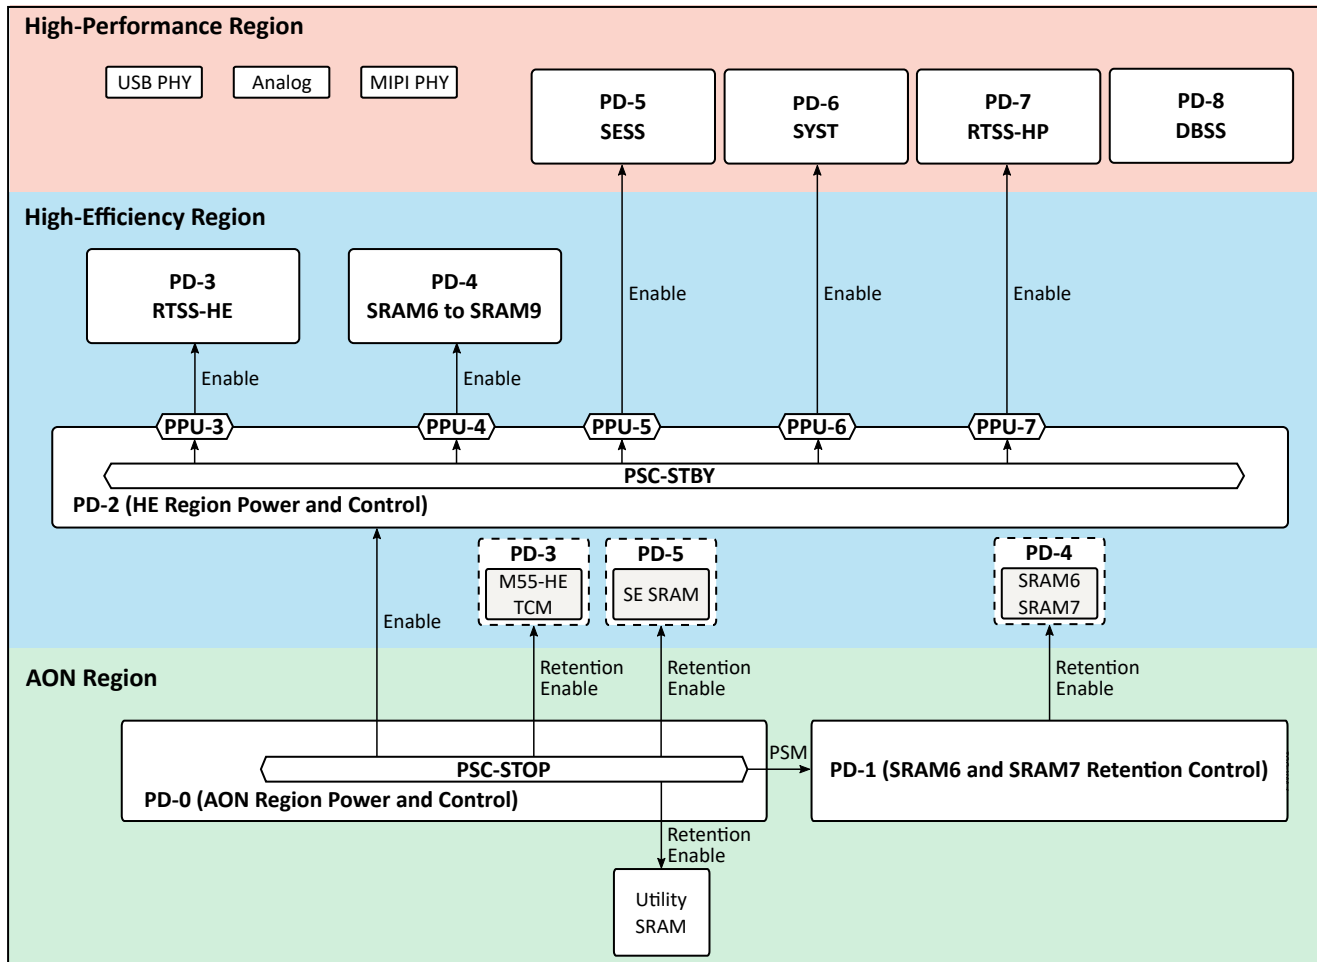 High-Performance Region
USB PHY
Analog
MIPI PHY
PD-5
SESS
PD-6
SYST
PD-7
RTSS-HP
PD-8
DBSS
High-Efficiency Region
PD-3
RTSS-HE
PD-4
SRAM6 to SRAM9
Enable
Enable
Enable
Enable
Enable
PPU-3
PPU-4
PPU-5
PPU-6
PPU-7
PSC-STBY
PD-2 (HE Region Power and Control)
PD-3
M55-HE
TCM
PD-5
SE SRAM
PD-4
SRAM6
SRAM7
Enable
AON Region
Retention
Enable
Retention
Enable
Retention
Enable
PSC-STOP
PD-0 (AON Region Power and Control)
PSM
PD-1 (SRAM6 and SRAM7 Retention Control)
Retention
Enable
Utility
SRAM